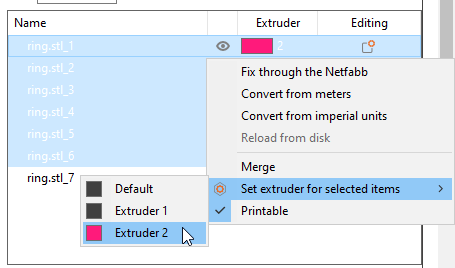 Name Extruder Editing
ring.stl_1 2
ring.stl_2
ring.stl_3
ring.stl_4
ring.stl_5
ring.stl_6
ring.stl_7
Fix through the Netfabb
Convert from meters
Convert from imperial units
Reload from disk
Merge
Set extruder for selected items
Printable
Default
Extruder 1
Extruder 2